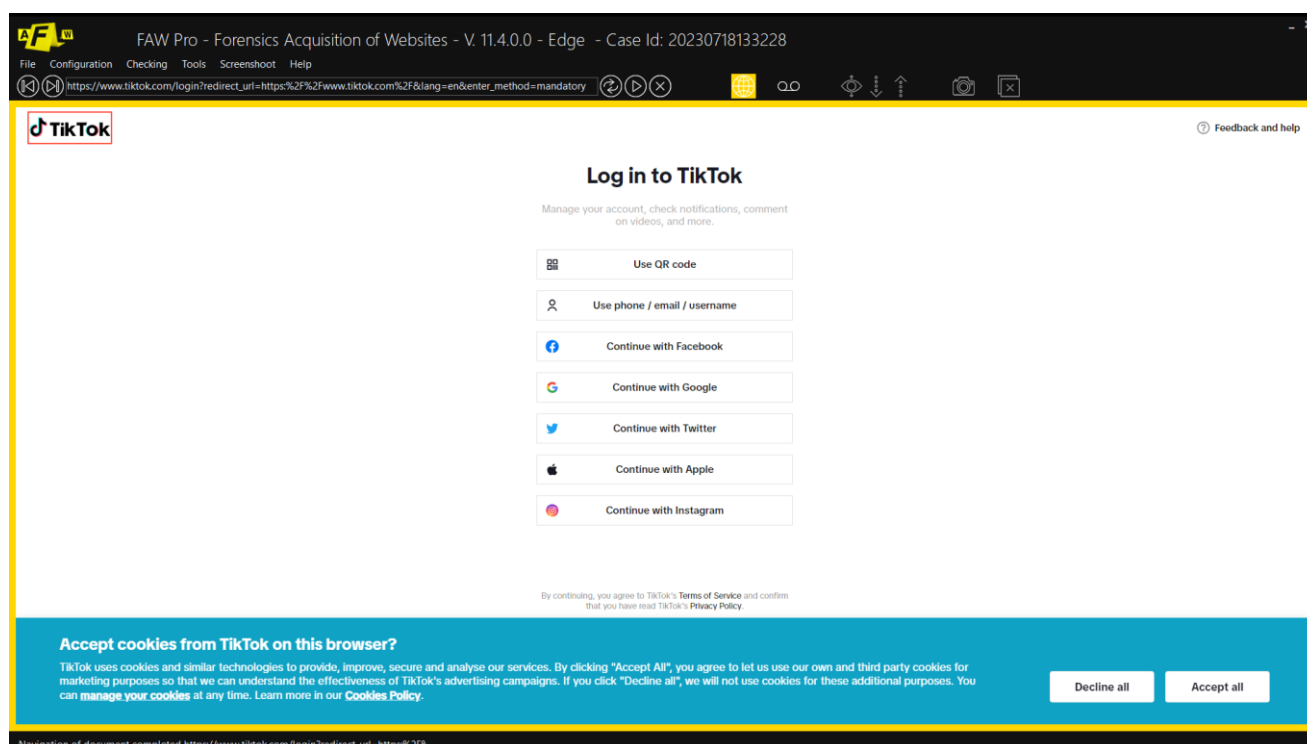 AFW
FAW Pro - Forensics Acquisition of Websites - V. 11.4.0.0 - Edge - Case Id: 20230718133228
File Configuration Checking Tools Screenshoot Help
https://www.tiktok.com/login?redirect_url=https%2F%2Fwww.tiktok.com%2F&lang=en&enter_method=mandatory
TikTok
Feedback and help
Log in to TikTok
Manage your account, check notifications, comment
on videos, and more.
Use QR code
Use phone / email / username
Continue with Facebook
Continue with Google
Continue with Twitter
Continue with Apple
Continue with Instagram
By continuing, you agree to TikTok's Terms of Service and confirm
that you have read TikTok's Privacy Policy.
Accept cookies from TikTok on this browser?
TikTok uses cookies and similar technologies to provide, improve, secure and analyse our services. By clicking "Accept All", you agree to let us use our own and third party cookies for
marketing purposes so that we can understand the effectiveness of TikTok's advertising campaigns. If you click "Decline all", we will not use cookies for these additional purposes. You
can manage your cookies at any time. Learn more in our Cookies Policy.
Decline all
Accept all
Navigation of document completed